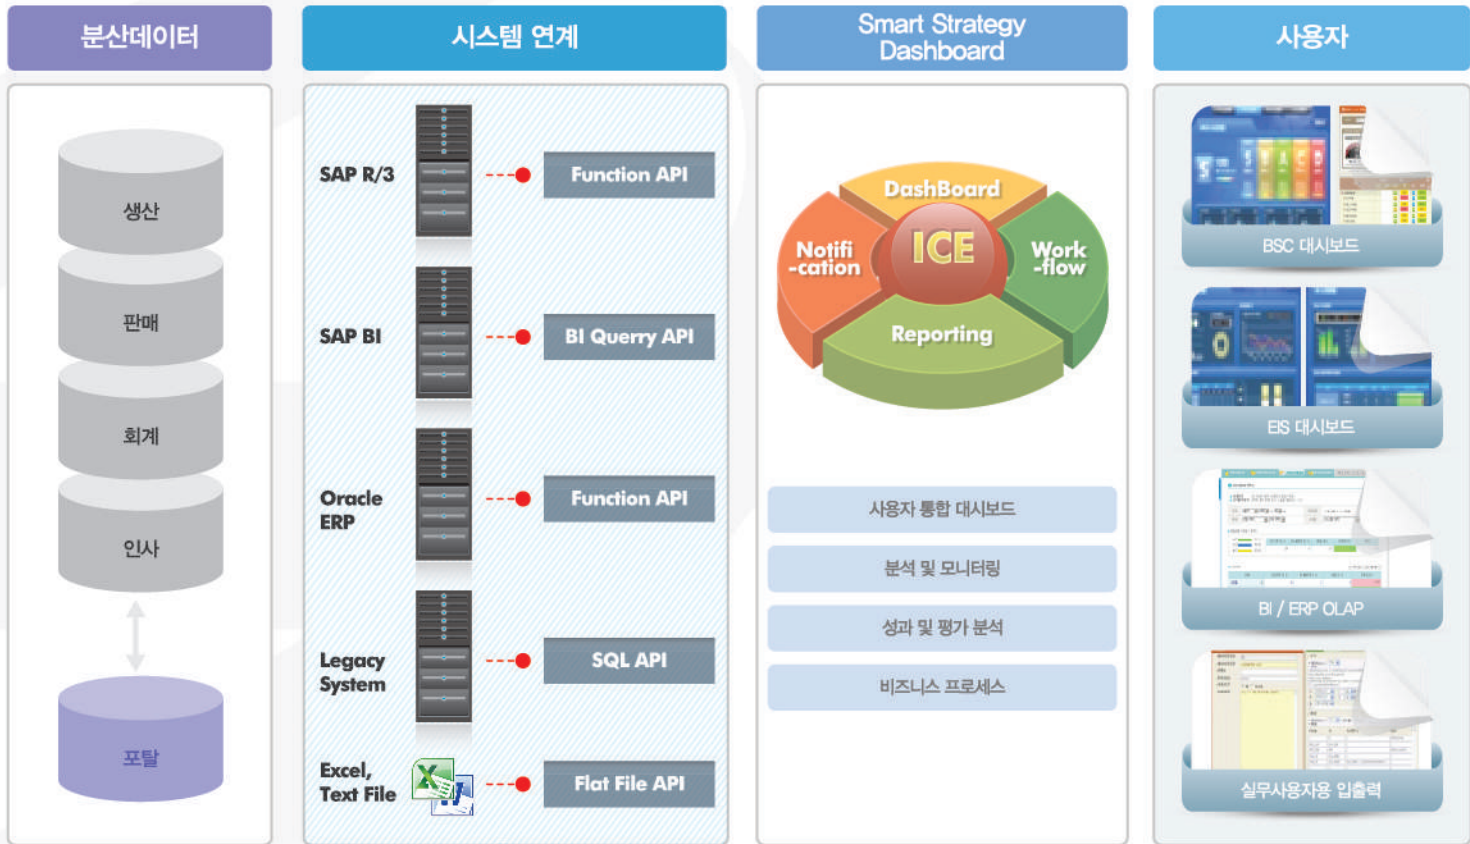 분산데이터
시스템 연계
Smart Strategy
Dashboard
사용자
생산
판매
회계
인사
포탈
SAP R/3
Function API
SAP BI
BI Querry API
Oracle
ERP
Function API
Legacy
System
SQL API
Excel,
Text File
Flat File API
DashBoard
Notifi
-cation
ICE
Work
-flow
Reporting
사용자 통합 대시보드
분석 및 모니터링
성과 및 평가 분석
비즈니스 프로세스
BSC 대시보드
EIS 대시보드
BI / ERP OLAP
실무사용자용 입출력